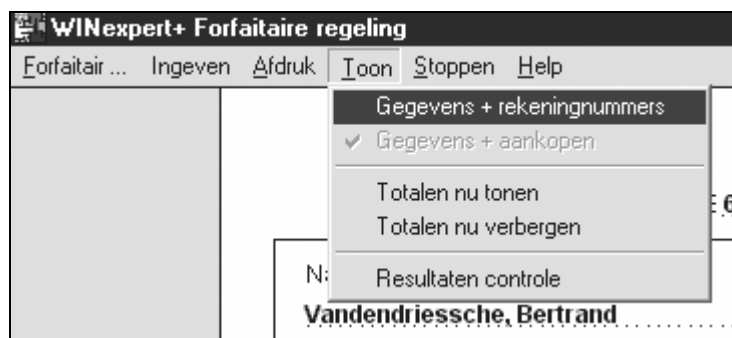 WINexpert+ Forfaitaire regeling
Forfaitair ... Ingeven Afdruk Toon Stoppen Help
Gegevens + rekeningnummers
Gegevens + aankopen
Totalen nu tonen
Totalen nu verbergen
Resultaten controle
Vandendriessche, Bertrand